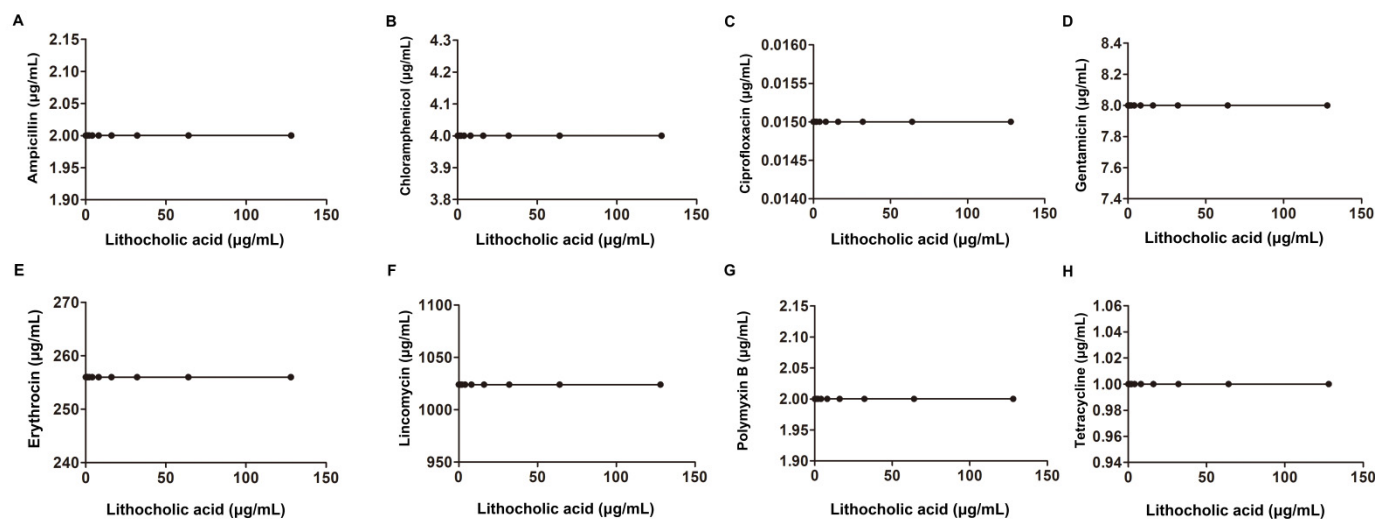 A
Ampicillin (µg/mL)
2.15
2.10
2.05
2.00
1.95
1.90
0 50 100 150
Lithocholic acid (µg/mL)
B
Chloramphenicol (µg/mL)
4.3
4.2
4.1
4.0
3.9
3.8
0 50 100 150
Lithocholic acid (µg/mL)
C
Ciprofloxacin (µg/mL)
0.0160
0.0155
0.0150
0.0145
0.0140
0 50 100 150
Lithocholic acid (µg/mL)
D
Gentamicin (µg/mL)
8.4
8.2
8.0
7.8
7.6
7.4
0 50 100 150
Lithocholic acid (µg/mL)
E
Erythrocin (µg/mL)
270
260
250
240
0 50 100 150
Lithocholic acid (µg/mL)
F
Lincomycin (µg/mL)
1100
1050
1000
950
0 50 100 150
Lithocholic acid (µg/mL)
G
Polymyxin B (µg/mL)
2.15
2.10
2.05
2.00
1.95
1.90
0 50 100 150
Lithocholic acid (µg/mL)
H
Tetracycline (µg/mL)
1.06
1.04
1.02
1.00
0.98
0.96
0.94
0 50 100 150
Lithocholic acid (µg/mL)